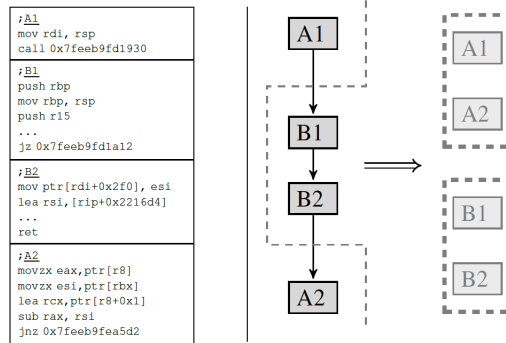 ;A1
mov rdi, rsp
call 0x7feeb9fd1930
;B1
push rbp
mov rbp, rsp
push r15
...
jz 0x7feeb9fd1a12
;B2
mov ptr[rdi+0x2f0], esi
lea rsi,[rip+0x2216d4]
...
ret
;A2
movzx eax,ptr[r8]
movzx esi,ptr[rbx]
lea rcx,ptr[r8+0x1]
sub rax, rsi
jnz 0x7feeb9fea5d2
A1
B1
B2
A2
A1
A2
B1
B2